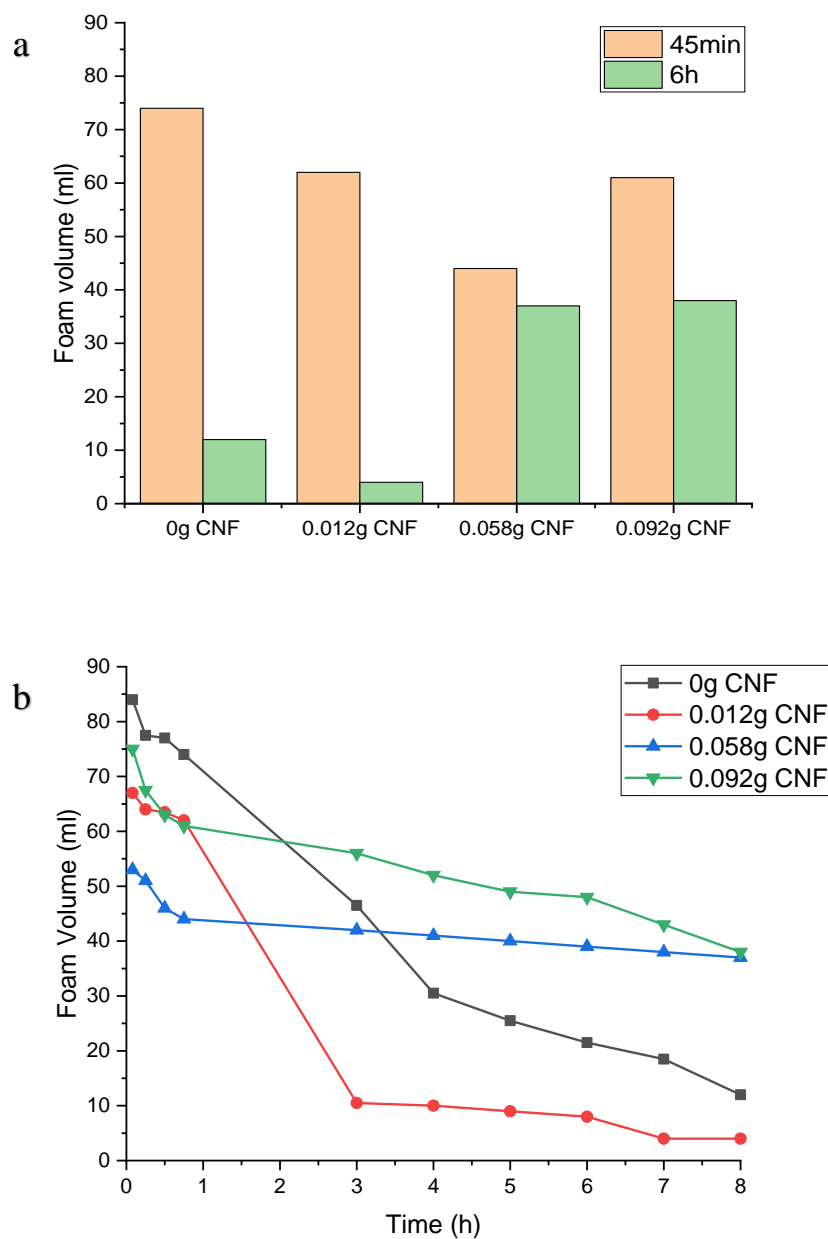 a
Foam volume (ml)
90
80
70
60
50
40
30
20
10
0
45min
6h
0g CNF 0.012g CNF 0.058g CNF 0.092g CNF
b
Foam Volume (ml)
90
80
70
60
50
40
30
20
10
0
0g CNF
0.012g CNF
0.058g CNF
0.092g CNF
0 1 2 3 4 5 6 7 8
Time (h)